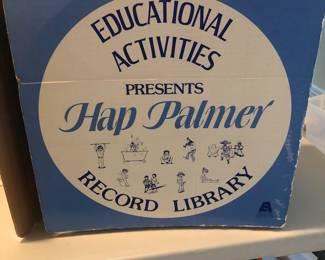 EDUCATIONAL
ACTIVITIES
PRESENTS
Hap Palmer
RECORD LIBRARY